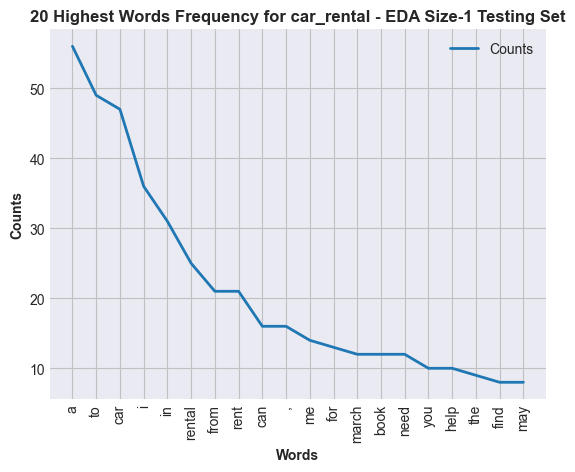 20 Highest Words Frequency for car_rental - EDA Size-1 Testing Set
Counts
Counts
50
40
30
20
10
a
to
car
i
in
rental
from
rent
can
,
me
for
march
book
need
you
help
the
find
may
Words